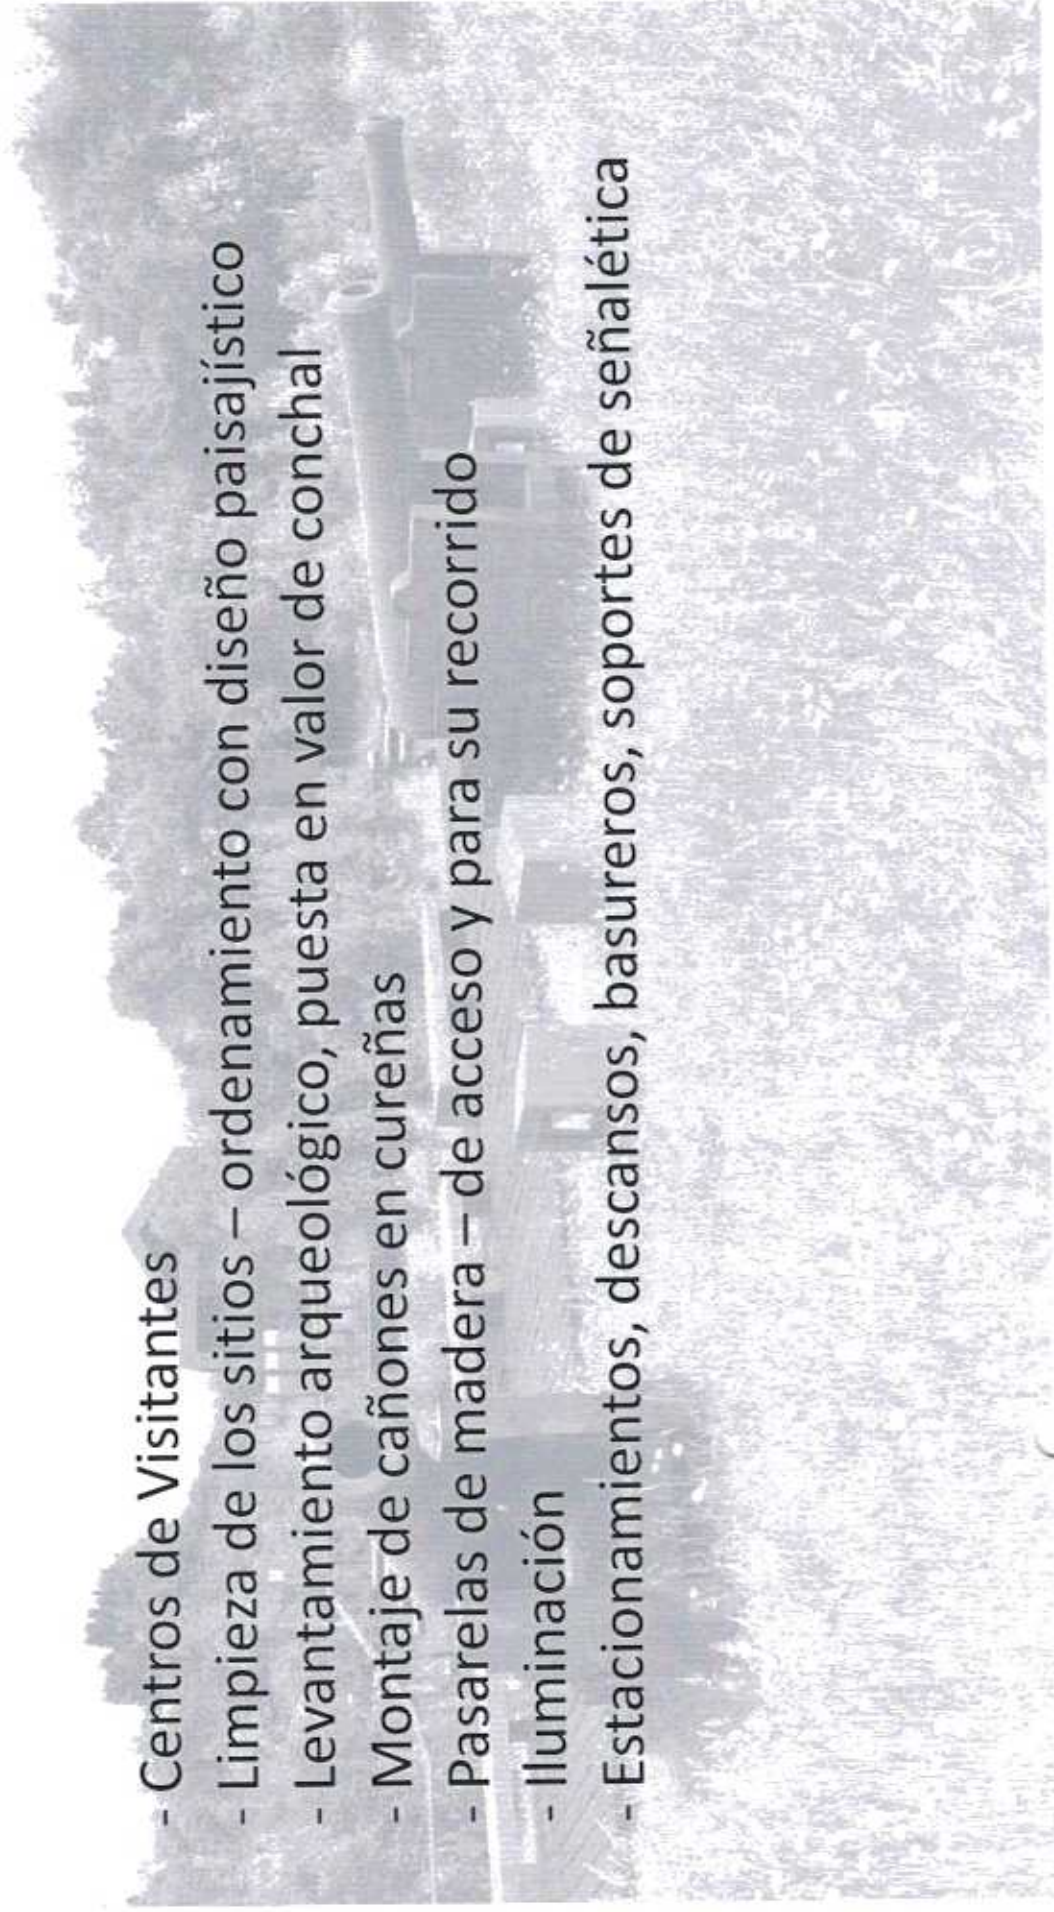 - Centros de Visitantes
- Limpieza de los sitios – ordenamiento con diseño paisajístico
- Levantamiento arqueológico, puesta en valor de conchal
- Montaje de cañones en cureñas
- Pasarelas de madera – de acceso y para su recorrido
- Iluminación
- Estacionamientos, descansos, basureros, soportes de señalética